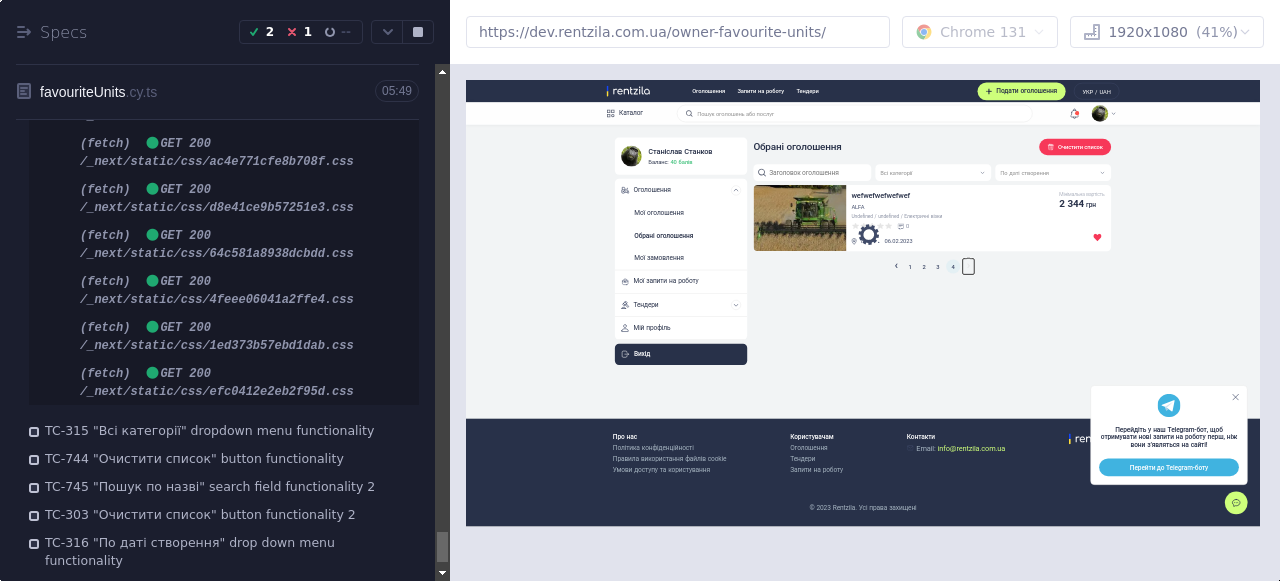 Specs
2
1
--
https://dev.rentzila.com.ua/owner-favourite-units/
Chrome 131
1920x1080 (41%)
favouriteUnits.cy.ts
05:49
(fetch) GET 200
/_next/static/css/ac4e771cfe8b708f.css
(fetch) GET 200
/_next/static/css/d8e41ce9b57251e3.css
(fetch) GET 200
/_next/static/css/64c581a8938dcbdd.css
(fetch) GET 200
/_next/static/css/4feee06041a2ffe4.css
(fetch) GET 200
/_next/static/css/1ed373b57ebd1dab.css
(fetch) GET 200
/_next/static/css/efc0412e2eb2f95d.css
TC-315 "Всі категорії" dropdown menu functionality
TC-744 "Очистити список" button functionality
TC-745 "Пошук по назві" search field functionality 2
TC-303 "Очистити список" button functionality 2
TC-316 "По даті створення" drop down menu
functionality
rentzila
Оголошення
Запити на роботу
Тендери
Подати оголошення
УКР / UAH
Каталог
Пошук оголошень або послуг
Станіслав Станков
Баланс: 40 балів
Оголошення
Мої оголошення
Обрані оголошення
Мої замовлення
Мої запити на роботу
Тендери
Мій профіль
Вихід
Обрані оголошення
Очистити список
Заголовок оголошення
Всі категорії
По даті створення
wefwefwefwefwef
ALFA
Undefined / undefined / Електричні візки
0
06.02.2023
Мінімальна вартість
2 344 грн
1 2 3 4
Про нас
Політика конфіденційності
Правила використання файлів cookie
Умови доступу та користування
Користувачам
Оголошення
Тендери
Запити на роботу
Контакти
Email: info@rentzila.com.ua
© 2023 Rentzila. Усі права захищені
Перейдіть у наш Telegram-бот, щоб
отримувати нові запити на роботу перш, ніж
вони з'являться на сайті!
Перейти до Telegram-боту